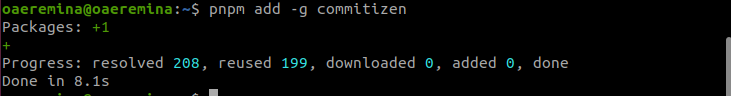 oaeremina@oaeremina:~$ pnpm add -g commitizen
Packages: +1
+
Progress: resolved 208, reused 199, downloaded 0, added 0, done
Done in 8.1s